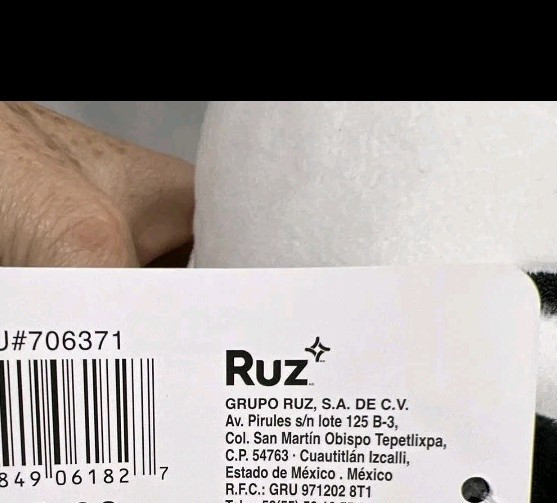 #706371
849 06182 7
Ruz
GRUPO RUZ, S.A. DE C.V.
Av. Pirules s/n lote 125 B-3,
Col. San Martín Obispo Tepetlixpa,
C.P. 54763 · Cuautitlán Izcalli,
Estado de México . México
R.F.C.: GRU 971202 8T1